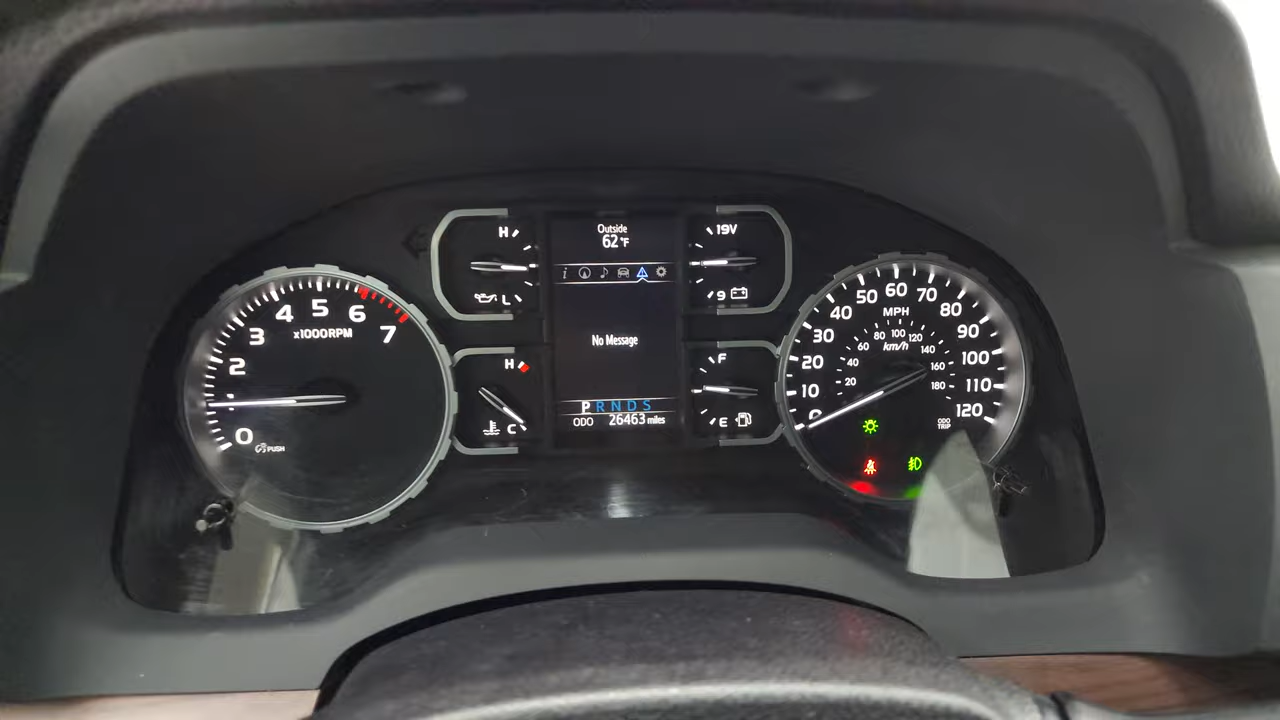 0
1
2
3
4
5
6
7
x1000RPM
PUSH
H
L
H
C
Outside
62°F
i
No Message
P R N D S
ODO 26463 miles
19V
9
F
E
0
10
20
30
40
50
60
70
80
90
100
110
120
MPH
20
40
60
80
100
120
140
160
180
km/h
ODO
TRIP